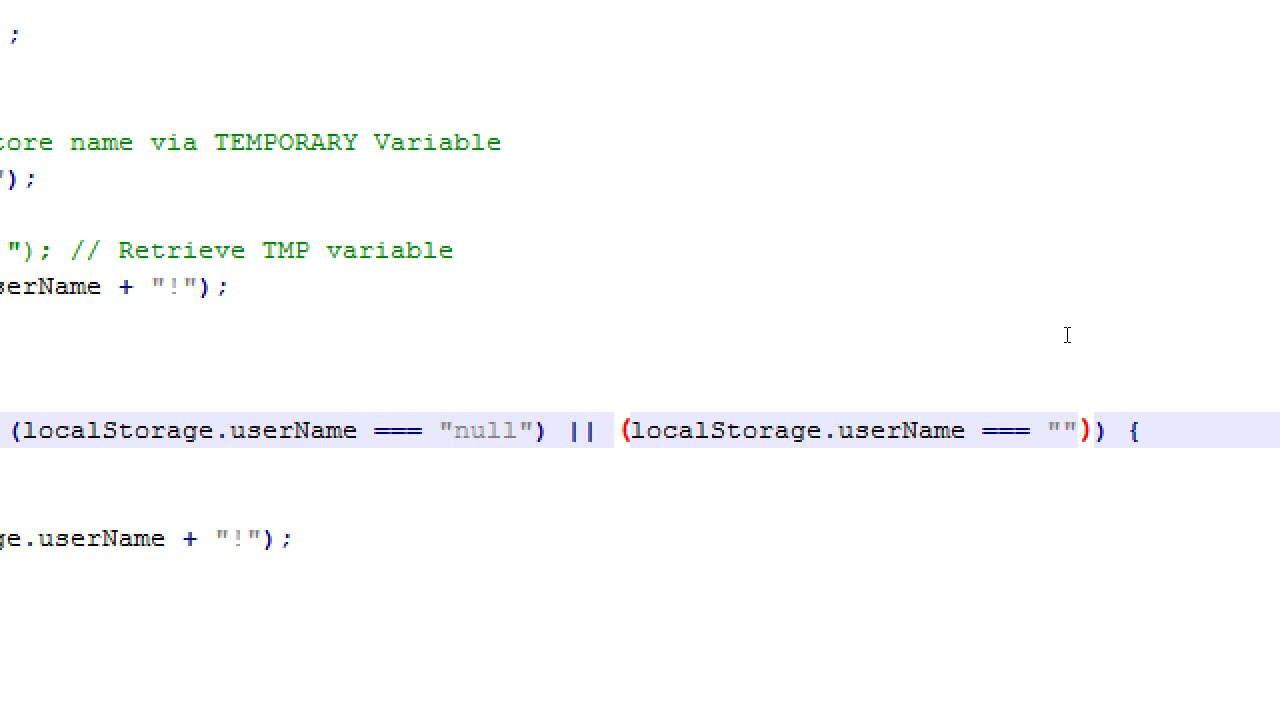 ;
tore name via TEMPORARY Variable
");
"); // Retrieve TMP variable
serName + "!");
(localStorage.userName === "null") || (localStorage.userName === "")) {
ge.userName + "!");